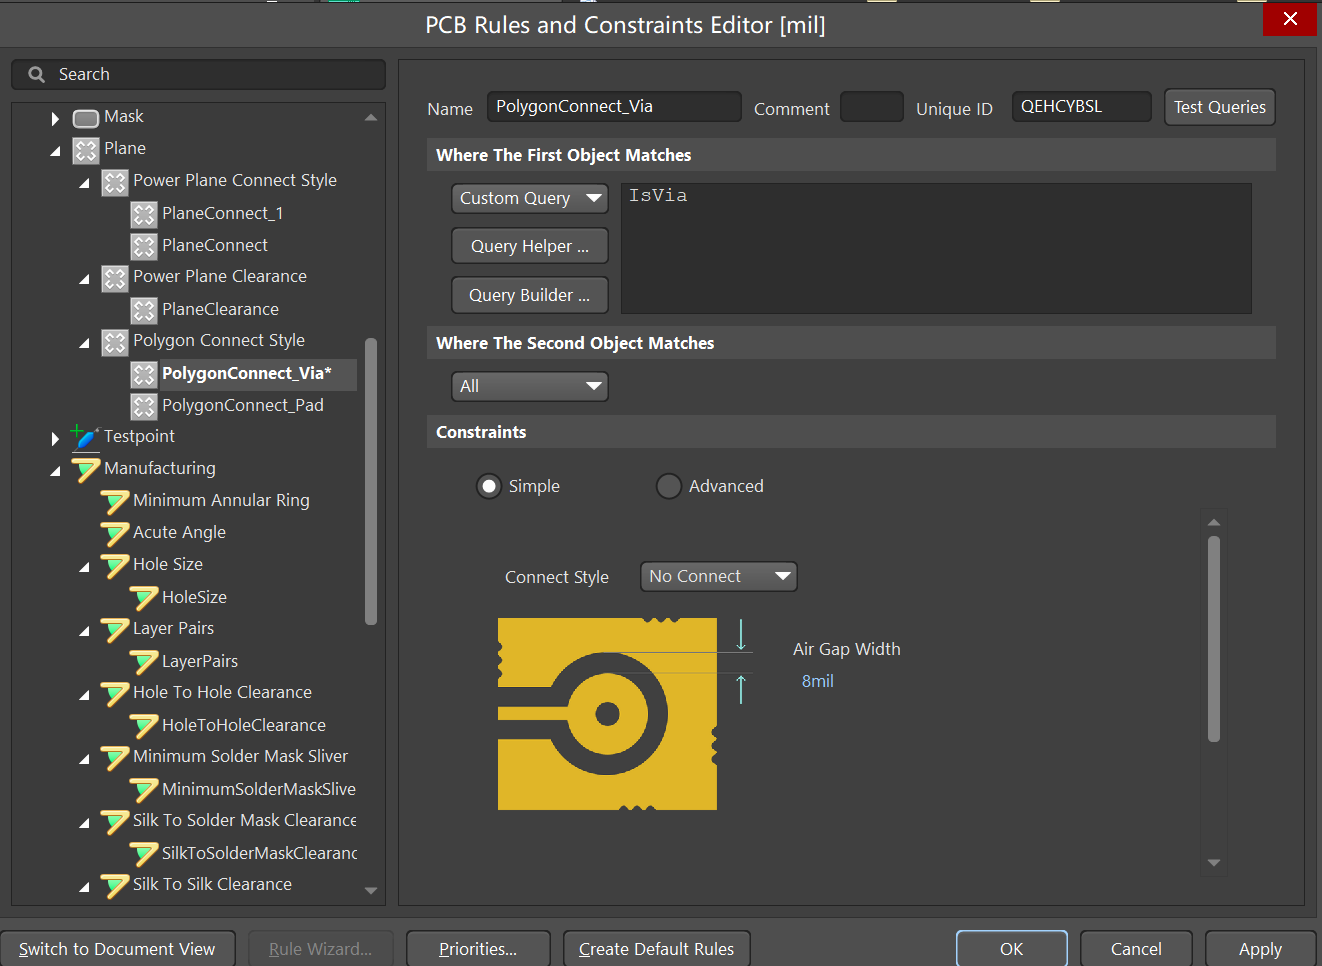 PCB Rules and Constraints Editor [mil]
Search
Mask
Plane
Power Plane Connect Style
PlaneConnect_1
PlaneConnect
Power Plane Clearance
PlaneClearance
Polygon Connect Style
PolygonConnect_Via*
PolygonConnect_Pad
Testpoint
Manufacturing
Minimum Annular Ring
Acute Angle
Hole Size
HoleSize
Layer Pairs
LayerPairs
Hole To Hole Clearance
HoleToHoleClearance
Minimum Solder Mask Sliver
MinimumSolderMaskSlive
Silk To Solder Mask Clearance
SilkToSolderMaskClearanc
Silk To Silk Clearance
Name PolygonConnect_Via Comment Unique ID QEHCYBSL Test Queries
Where The First Object Matches
Custom Query
IsVia
Query Helper ...
Query Builder ...
Where The Second Object Matches
All
Constraints
Simple Advanced
Connect Style No Connect
Air Gap Width
8mil
Switch to Document View Rule Wizard... Priorities... Create Default Rules OK Cancel Apply